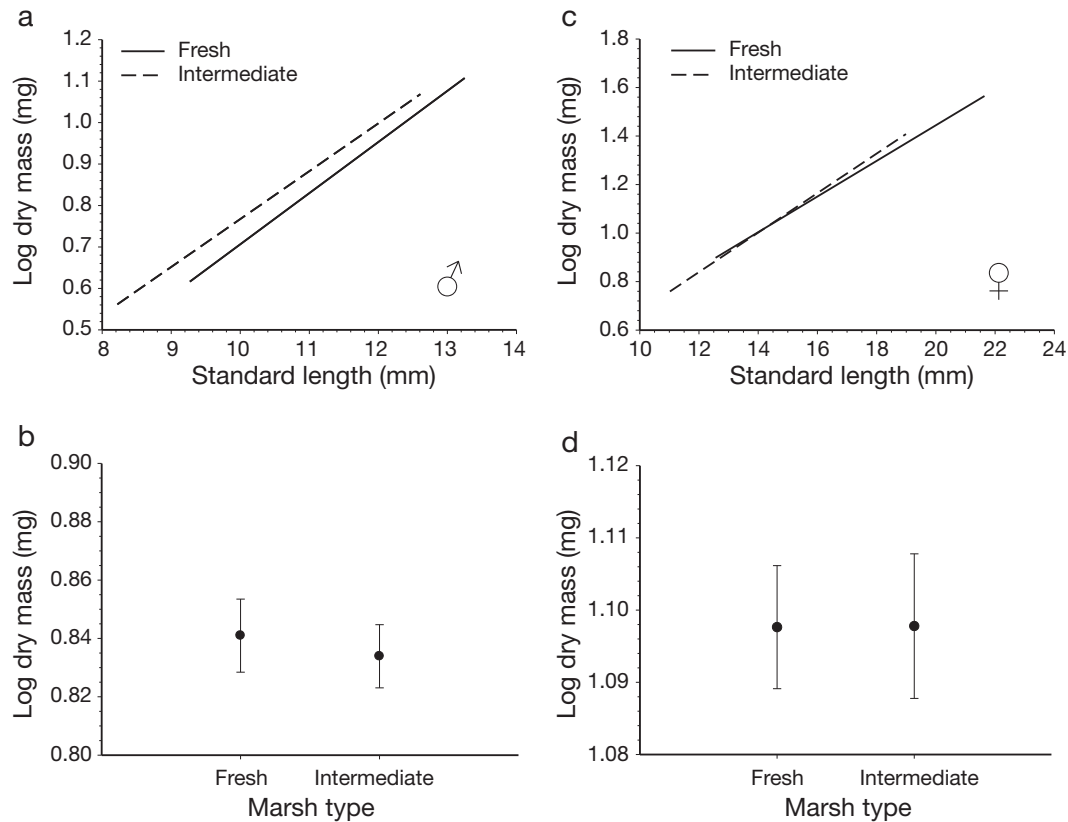 a
1.2
1.1
1.0
0.9
0.8
0.7
0.6
0.5
Log dry mass (mg)
Fresh
Intermediate
♂
8 9 10 11 12 13 14
Standard length (mm)
c
1.8
1.6
1.4
1.2
1.0
0.8
0.6
Log dry mass (mg)
Fresh
Intermediate
♀
10 12 14 16 18 20 22 24
Standard length (mm)
b
0.90
0.88
0.86
0.84
0.82
0.80
Log dry mass (mg)
Fresh Intermediate
Marsh type
d
1.12
1.11
1.10
1.09
1.08
Log dry mass (mg)
Fresh Intermediate
Marsh type